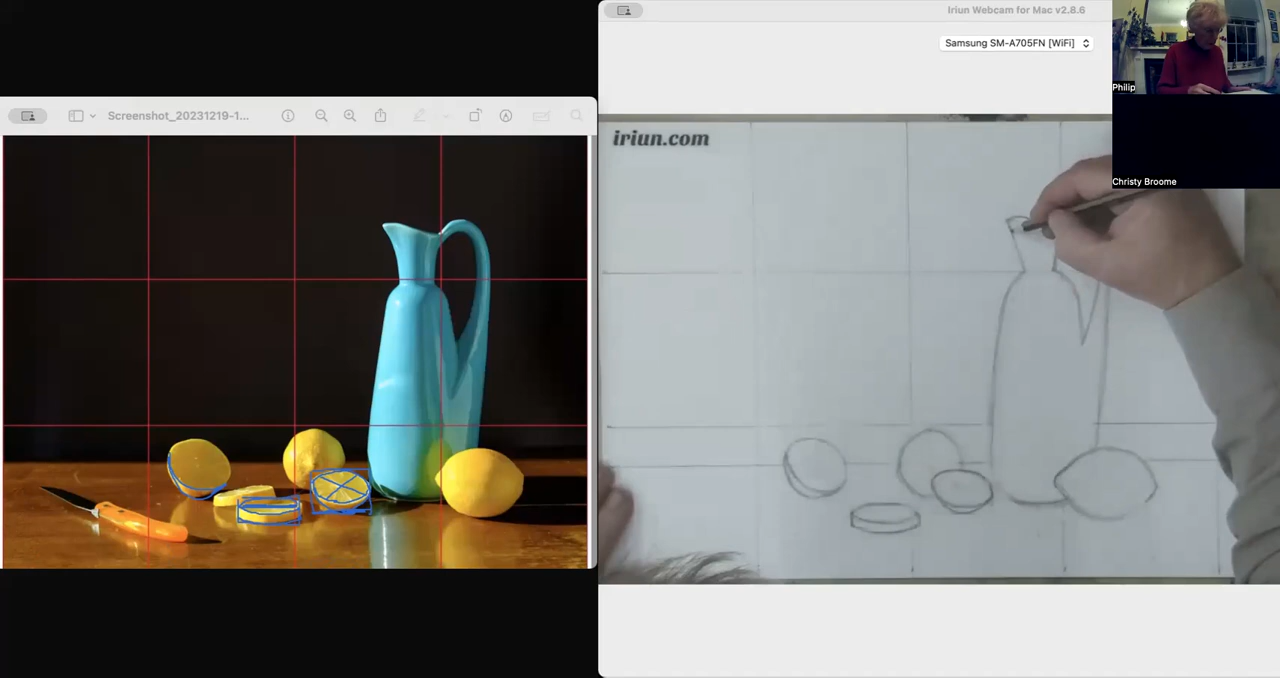 Iriun Webcam for Mac v2.8.6
Samsung SM-A705FN [WiFi]
Screenshot_20231219-1...
iriun.com
Philip
Christy Broome